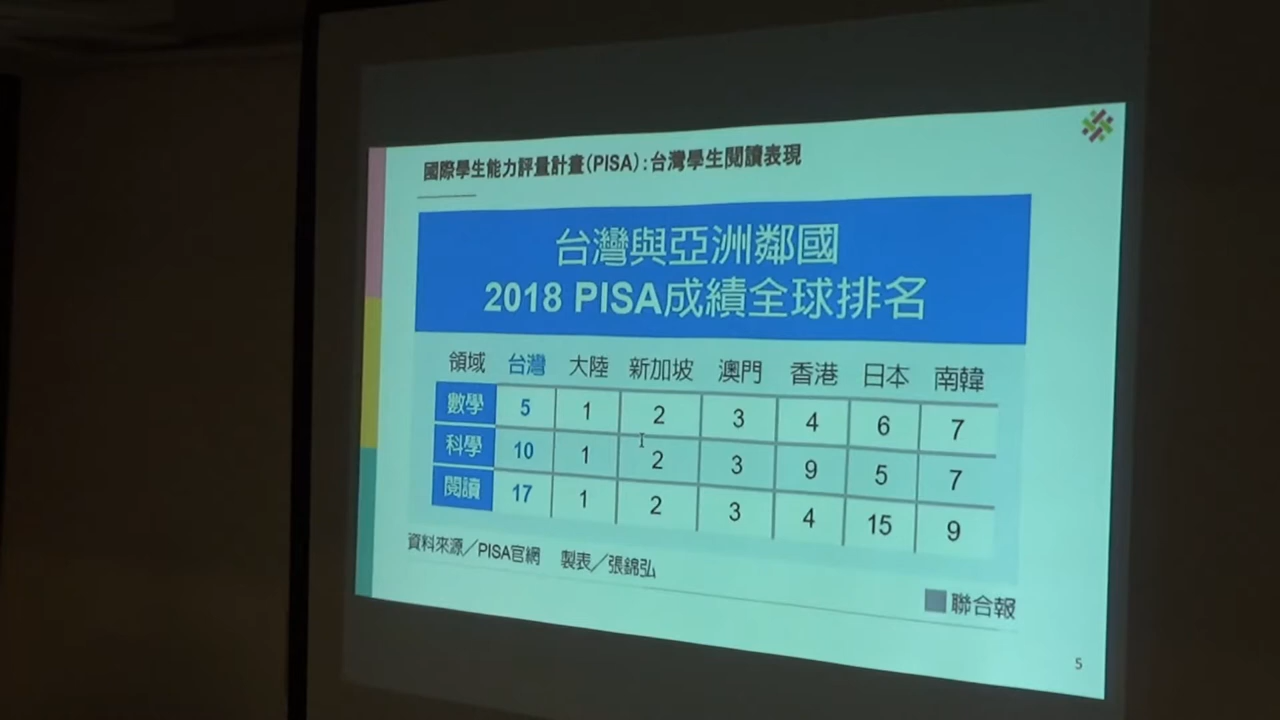 國際學生能力評量計畫(PISA):台灣學生閱讀表現
台灣與亞洲鄰國
2018 PISA成績全球排名
領域 台灣 大陸 新加坡 澳門 香港 日本 南韓
數學 5 1 2 3 4 6 7
科學 10 1 2 3 9 5 7
閱讀 17 1 2 3 4 15 9
資料來源/PISA官網 製表/張錦弘
聯合報
5